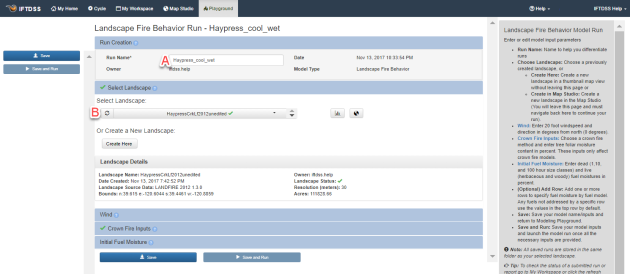 IFTDSS
My Home
Cycle
My Workspace
Map Studio
Playground
Help
IFTDSS Help
Save
Save and Run
Landscape Fire Behavior Run - Haypress_cool_wet
Run Creation
Run Name* A Haypress_cool_wet Date Nov 13, 2017 18:33:54 PM
Owner iftdss.help Model Type Landscape Fire Behavior
Select Landscape
Select Landscape:
B HaypressCrkLf2012unedited
Or Create a New Landscape:
Create Here
Landscape Details
Landscape Name: HaypressCrkLf2012unedited Owner: iftdss.help
Date Created: Nov 13, 2017 7:42:52 PM Landscape Status:
Landscape Source Data: LANDFIRE 2012 1.3.0 Resolution (meters): 30
Acres: 111828.66
Wind
Crown Fire Inputs
Initial Fuel Moisture
Save Save and Run
Landscape Fire Behavior Model Run
Enter or edit model input parameters
• Run Name: Name to help you differentiate
runs
• Choose Landscape: Choose a previously
created landscape, or
Create Here: Create a new
landscape in a thumbnail map view
without leaving this page or
Create in Map Studio: Create a
new landscape in the Map Studio
(You will leave this page and must
navigate back here to continue your
run)
• Wind: Enter 20 foot windspeed and
direction or degrees from north (0 degrees);
• Crown Fire Inputs: Choose a crown fire
method and enter tree foliar moisture
content in percent. These inputs only affect
crown fire models.
• Initial Fuel Moisture: Enter dead (1,10,
and 100 hour size classes) and live
(herbaceous and woody) fuel moistures in
percent.
• (Optional) Add Row: Add one or more
rows to specify fuel moisture by fuel model.
Any fuels not addressed by a specific row
use the values in the top row by default.
• Save: Save your model name/inputs and
return to Modeling Playground.
• Save and Run: Save your model inputs
and launch the model run once all the
necessary inputs are provided.
Note: All saved runs are stored in the same
folder as your selected landscape.
Tip: To check the status of a submitted run or
report go to My Workspace or click the refresh